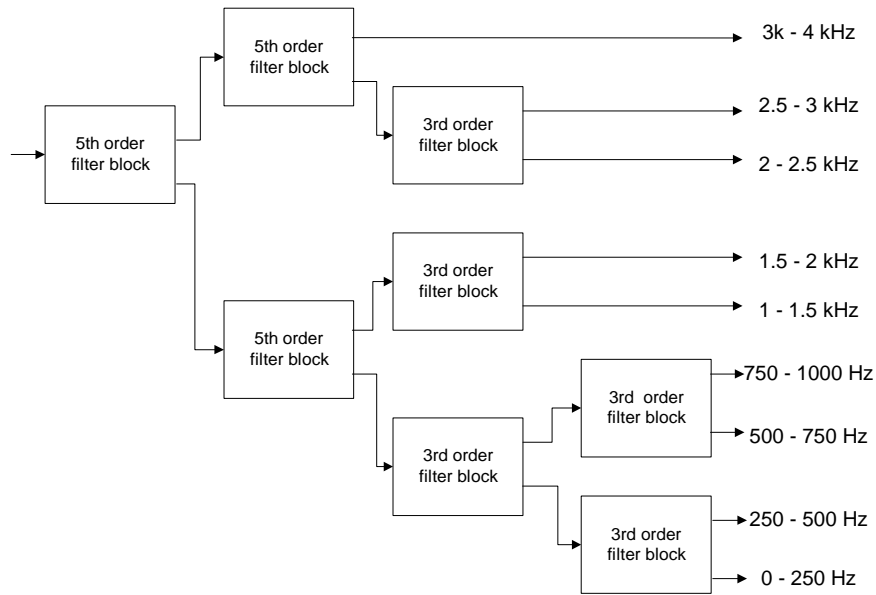 5th order
filter block
3k - 4 kHz
5th order
filter block
3rd order
filter block
2.5 - 3 kHz
2 - 2.5 kHz
5th order
filter block
3rd order
filter block
1.5 - 2 kHz
1 - 1.5 kHz
3rd order
filter block
3rd order
filter block
750 - 1000 Hz
500 - 750 Hz
3rd order
filter block
250 - 500 Hz
0 - 250 Hz